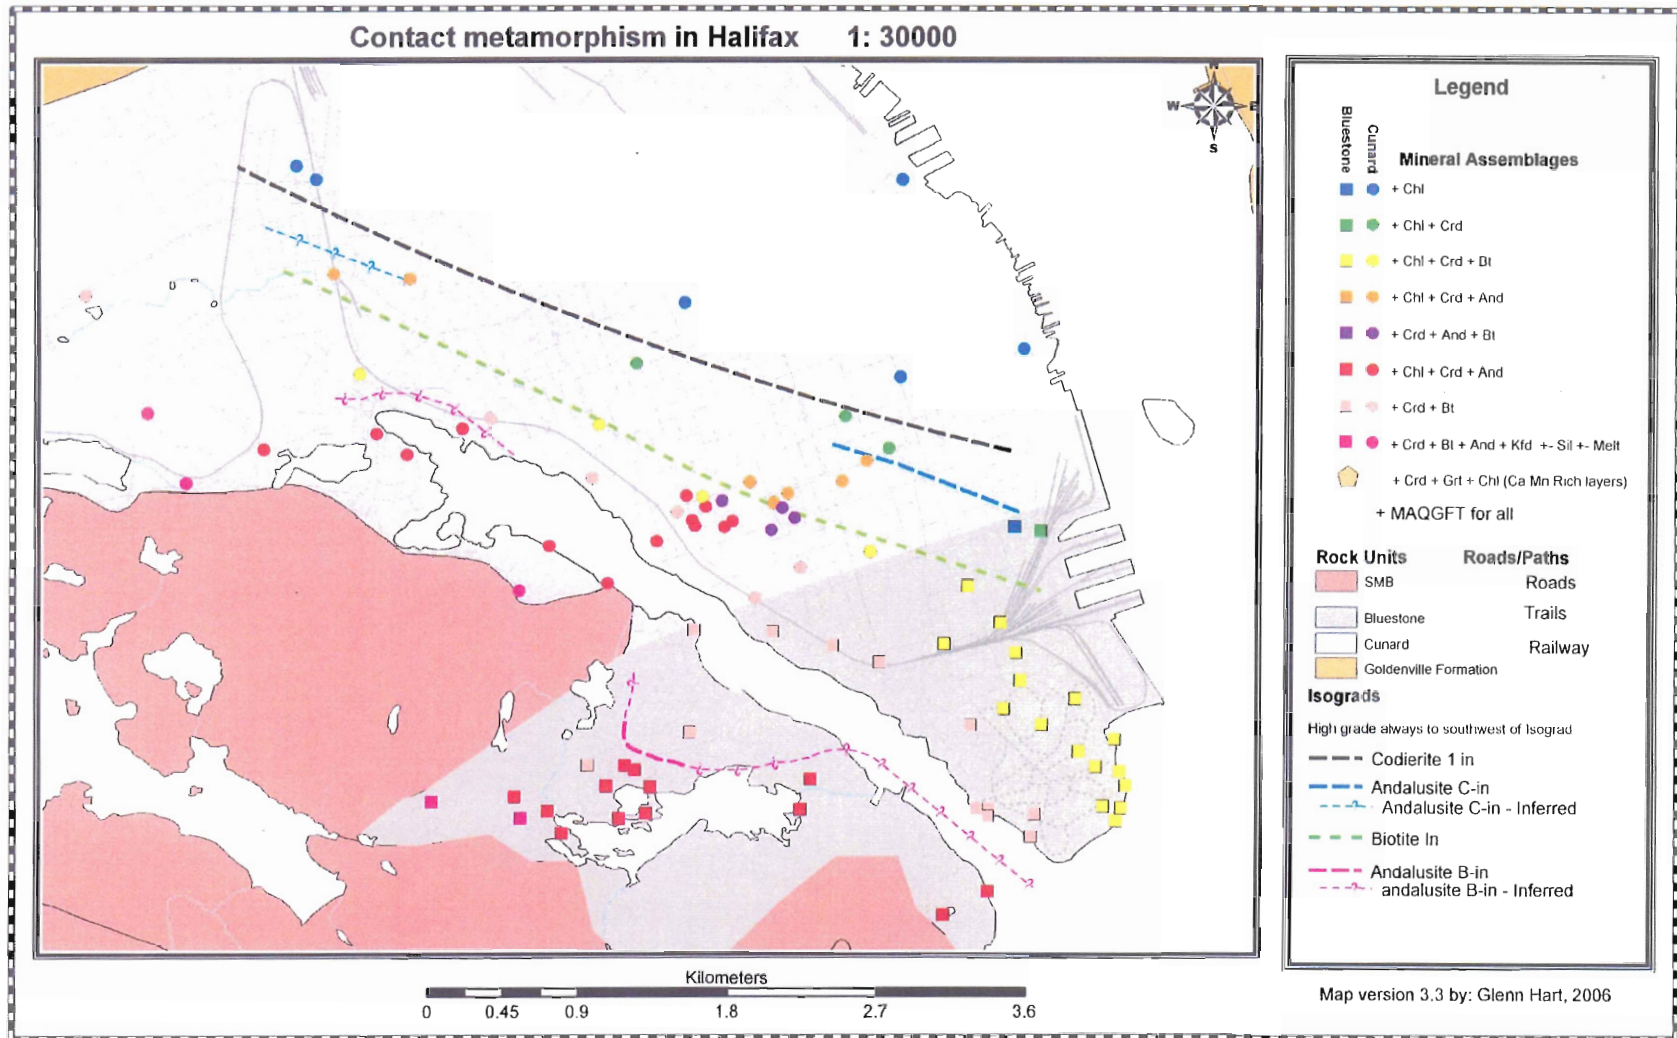 Contact metamorphism in Halifax 1: 30000
N
W
E
S
Legend
Bluestone
Cunard
Mineral Assemblages
+ Chl
+ Chl + Crd
+ Chl + Crd + Bt
+ Chl + Crd + And
+ Crd + And + Bt
+ Chl + Crd + And
+ Crd + Bt
+ Crd + Bt + And + Kfd +- Sil +- Melt
+ Crd + Grt + Chl (Ca Mn Rich layers)
+ MAQGFT for all
Rock Units Roads/Paths
SMB Roads
Bluestone Trails
Cunard Railway
Goldenville Formation
Isograds
High grade always to southwest of Isograd
Codierite 1 in
Andalusite C-in
Andalusite C-in - Inferred
Biotite In
Andalusite B-in
andalusite B-in - Inferred
Kilometers
0 0.45 0.9 1.8 2.7 3.6
Map version 3.3 by: Glenn Hart, 2006